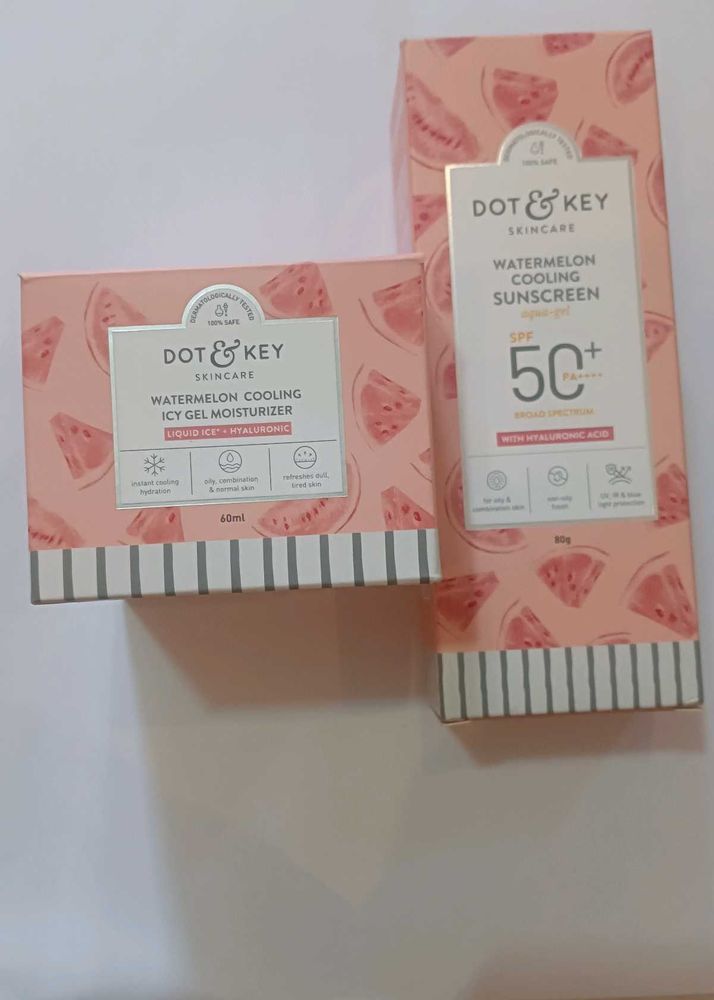 DERMATOLOGICALLY TESTED
100% SAFE
DOT & KEY
SKINCARE
WATERMELON COOLING
ICY GEL MOISTURIZER
LIQUID ICE* + HYALURONIC
instant cooling
hydration
oily, combination
& normal skin
refreshes dull,
tired skin
60ml
DERMATOLOGICALLY TESTED
100% SAFE
DOT & KEY
SKINCARE
WATERMELON
COOLING
SUNSCREEN
aqua-gel
SPF
50+
PA++++
BROAD SPECTRUM
WITH HYALURONIC ACID
for oily &
combination skin
non-oily
finish
UV, IR & blue
light protection
80g